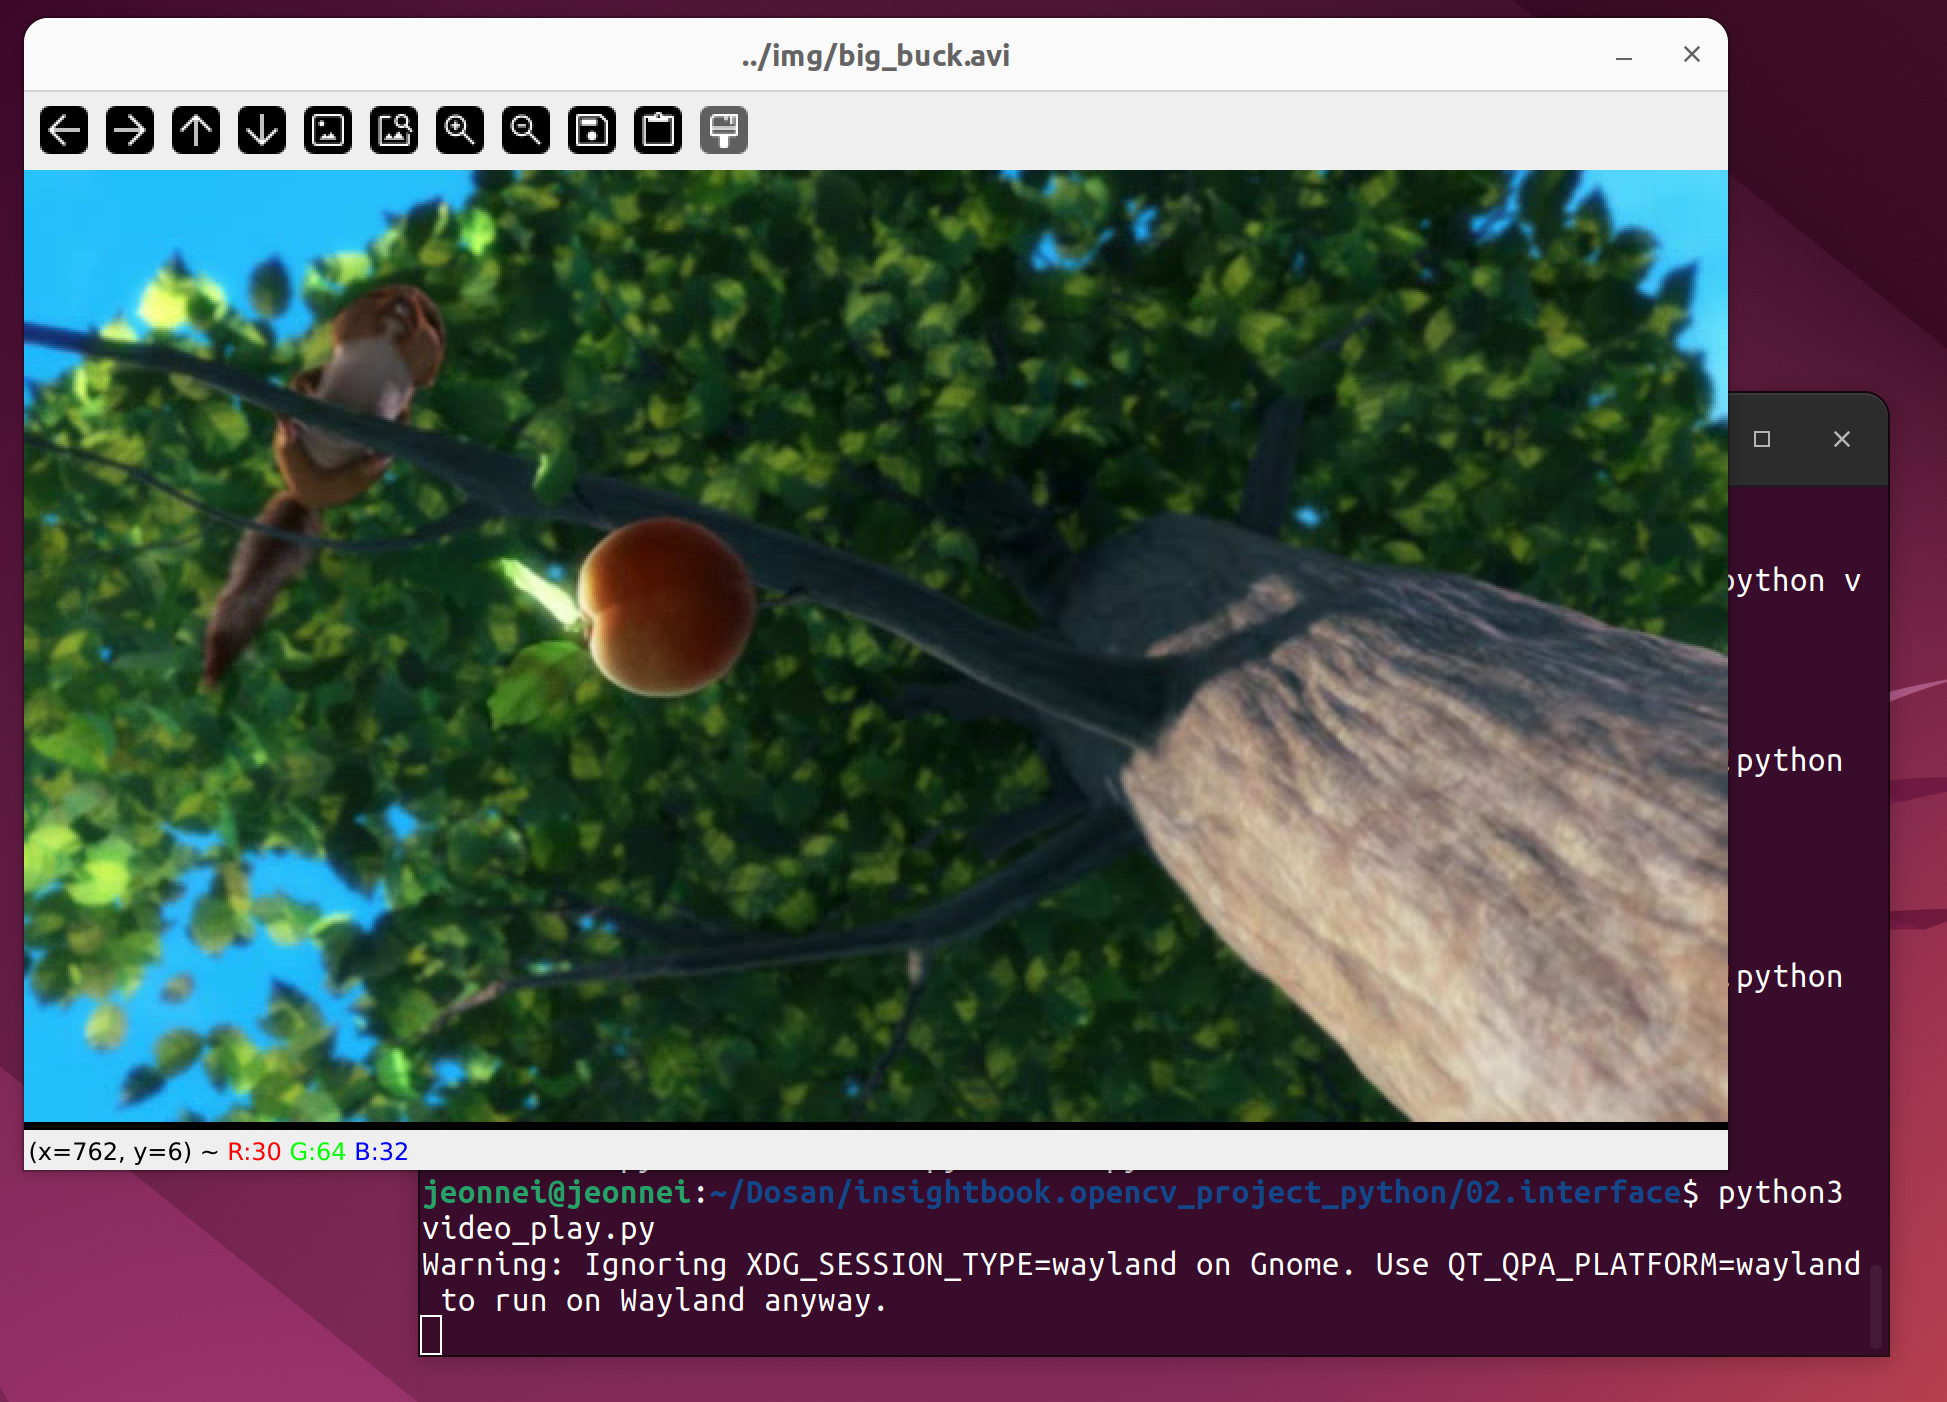 ../img/big_buck.avi
python v
python
python
(x=762, y=6) ~ R:30 G:64 B:32
jeonnei@jeonnei:~/Dosan/insightbook.opencv_project_python/02.interface$ python3
video_play.py
Warning: Ignoring XDG_SESSION_TYPE=wayland on Gnome. Use QT_QPA_PLATFORM=wayland
to run on Wayland anyway.